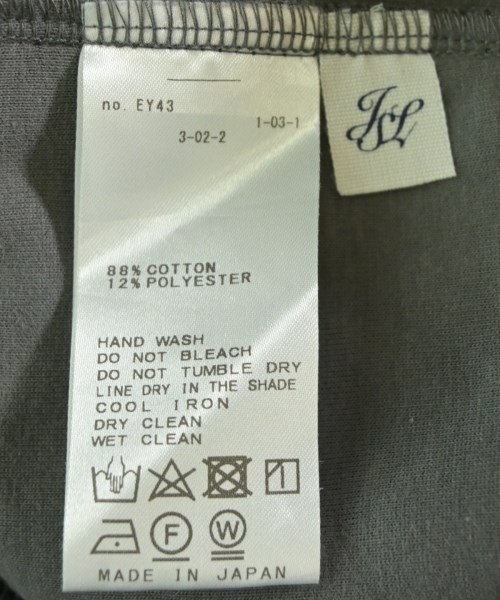 no. EY43
1-03-1
3-02-2
88% COTTON
12% POLYESTER
HAND WASH
DO NOT BLEACH
DO NOT TUMBLE DRY
LINE DRY IN THE SHADE
COOL IRON
DRY CLEAN
WET CLEAN
F W
MADE IN JAPAN